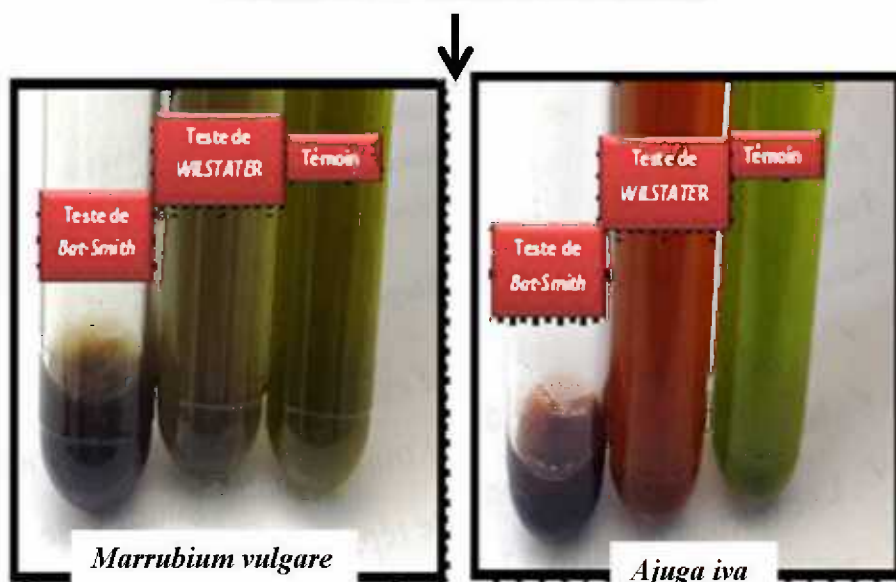 Teste de
Bat-Smith
Teste de
WILSTATER
Témoin
Marrubium vulgare
Teste de
Bat-Smith
Teste de
WILSTATER
Témoin
Ajuga iva